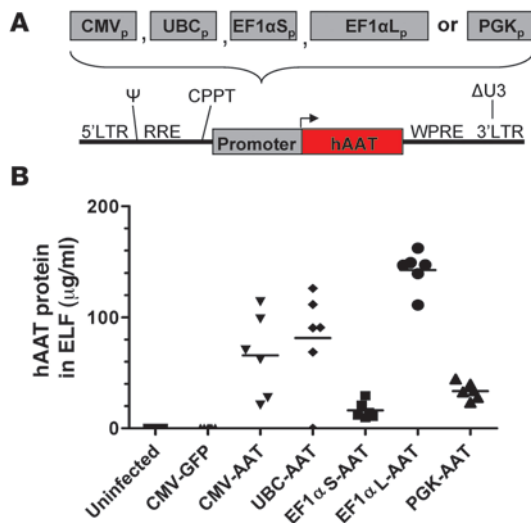 A
CMVp , UBCp , EF1αSp , EF1αLp or PGKp
Ψ CPPT ΔU3
5'LTR RRE WPRE 3'LTR
Promoter hAAT
B
hAAT protein in ELF (μg/ml)
200
100
0
Uninfected
CMV-GFP
CMV-AAT
UBC-AAT
EF1αS-AAT
EF1αL-AAT
PGK-AAT